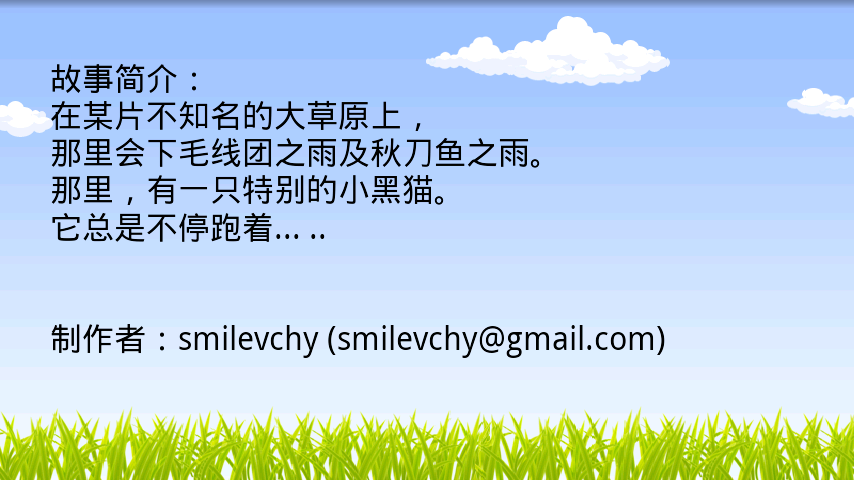 故事简介：
在某片不知名的大草原上，
那里会下毛线团之雨及秋刀鱼之雨。
那里，有一只特别的小黑猫。
它总是不停跑着... ..
制作者：smilevchy (smilevchy@gmail.com)